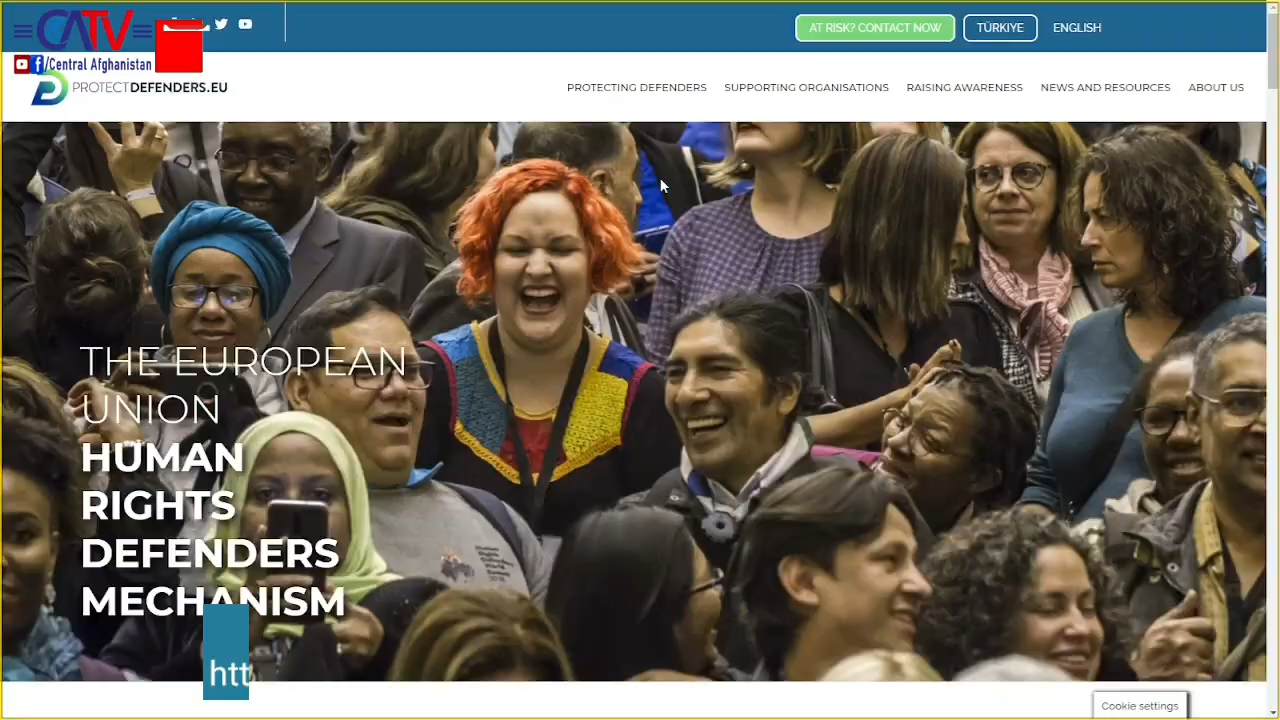 CATV
/Central Afghanistan
AT RISK? CONTACT NOW
TÜRKIYE
ENGLISH
PROTECTDEFENDERS.EU
PROTECTING DEFENDERS
SUPPORTING ORGANISATIONS
RAISING AWARENESS
NEWS AND RESOURCES
ABOUT US
THE EUROPEAN
UNION
HUMAN
RIGHTS
DEFENDERS
MECHANISM
htt
Cookie settings